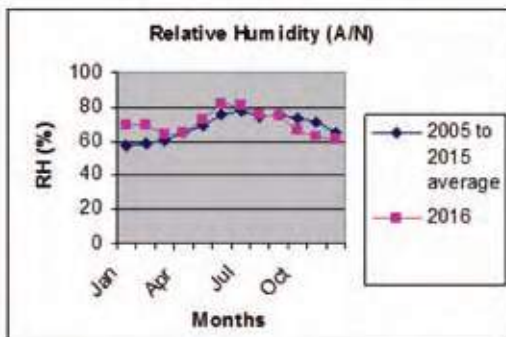 Relative Humidity (A/N)
100
80
60
40
20
0
RH (%)
Jan
Apr
Jul
Oct
Months
2005 to
2015
average
2016